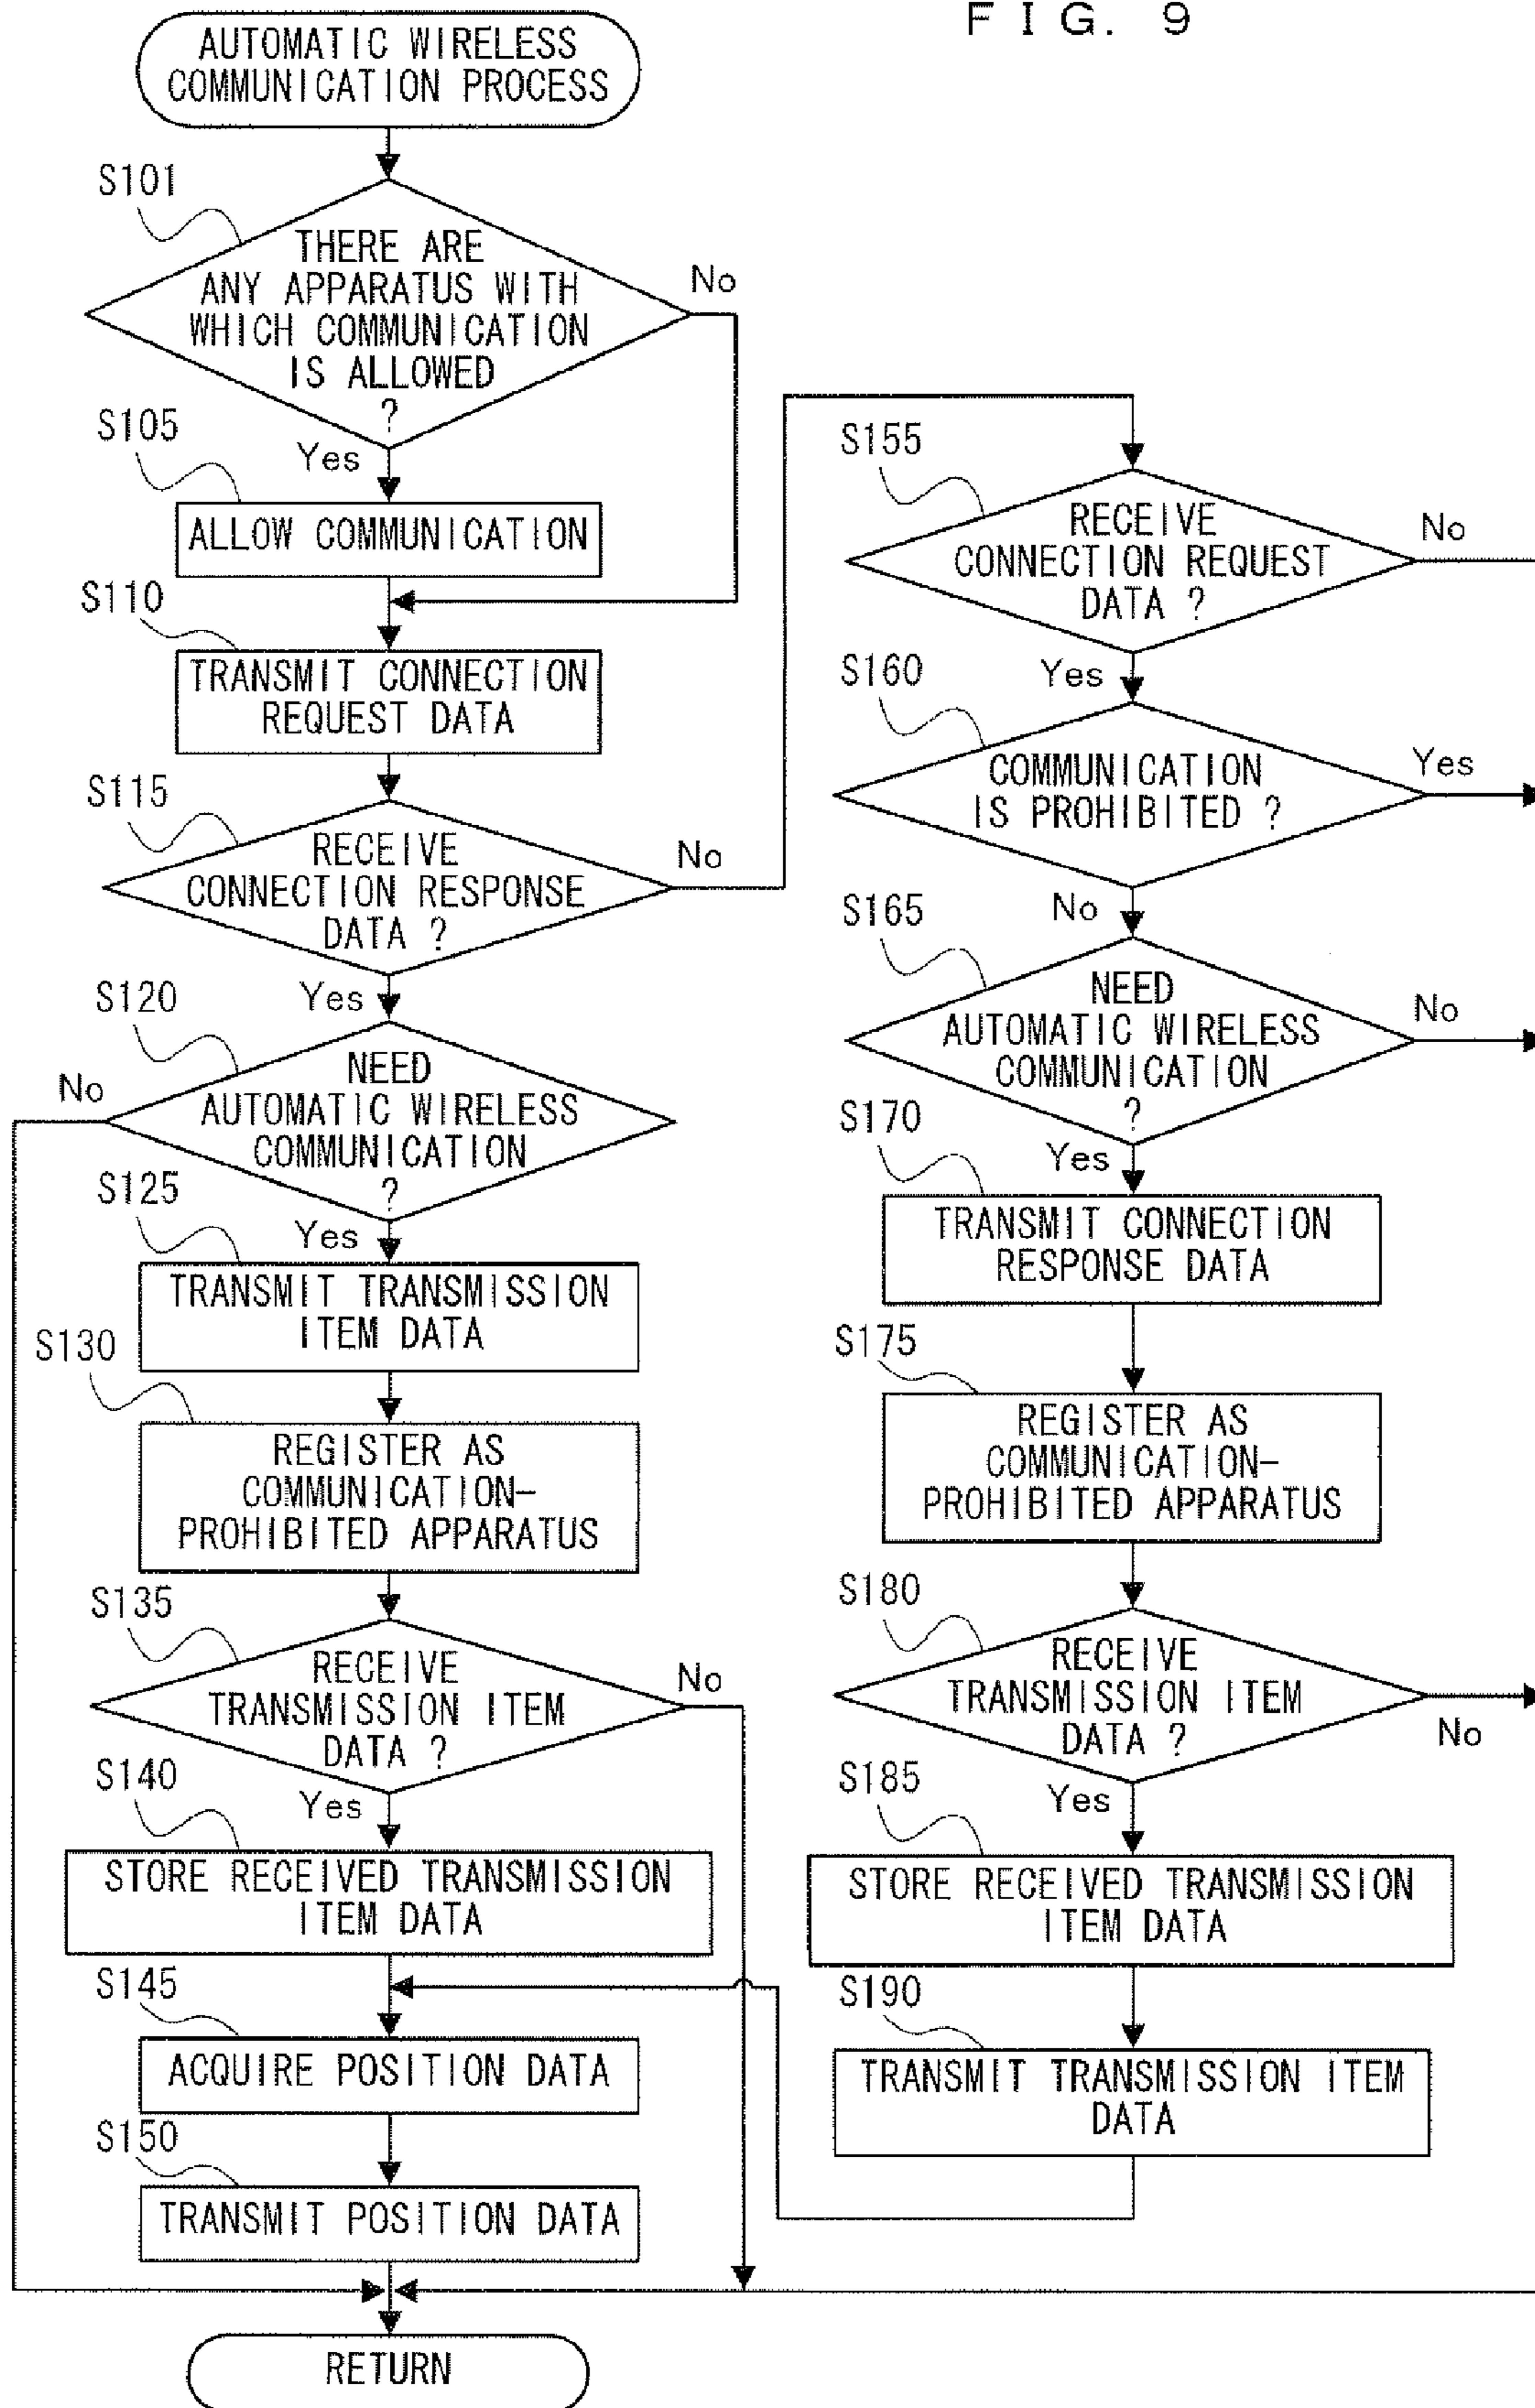 FIG. 9
AUTOMATIC WIRELESS
COMMUNICATION PROCESS
S101
THERE ARE
ANY APPARATUS WITH
WHICH COMMUNICATION
IS ALLOWED
?
No
Yes
S105
ALLOW COMMUNICATION
S110
TRANSMIT CONNECTION
REQUEST DATA
S115
RECEIVE
CONNECTION RESPONSE
DATA ?
No
Yes
S120
NEED
AUTOMATIC WIRELESS
COMMUNICATION
?
No
Yes
S125
TRANSMIT TRANSMISSION
ITEM DATA
S130
REGISTER AS
COMMUNICATION-
PROHIBITED APPARATUS
S135
RECEIVE
TRANSMISSION ITEM
DATA ?
No
Yes
S140
STORE RECEIVED TRANSMISSION
ITEM DATA
S145
ACQUIRE POSITION DATA
S150
TRANSMIT POSITION DATA
RETURN
S155
RECEIVE
CONNECTION REQUEST
DATA ?
No
Yes
S160
COMMUNICATION
IS PROHIBITED ?
Yes
No
S165
NEED
AUTOMATIC WIRELESS
COMMUNICATION
?
No
Yes
S170
TRANSMIT CONNECTION
RESPONSE DATA
S175
REGISTER AS
COMMUNICATION-
PROHIBITED APPARATUS
S180
RECEIVE
TRANSMISSION ITEM
DATA ?
No
Yes
S185
STORE RECEIVED TRANSMISSION
ITEM DATA
S190
TRANSMIT TRANSMISSION ITEM
DATA